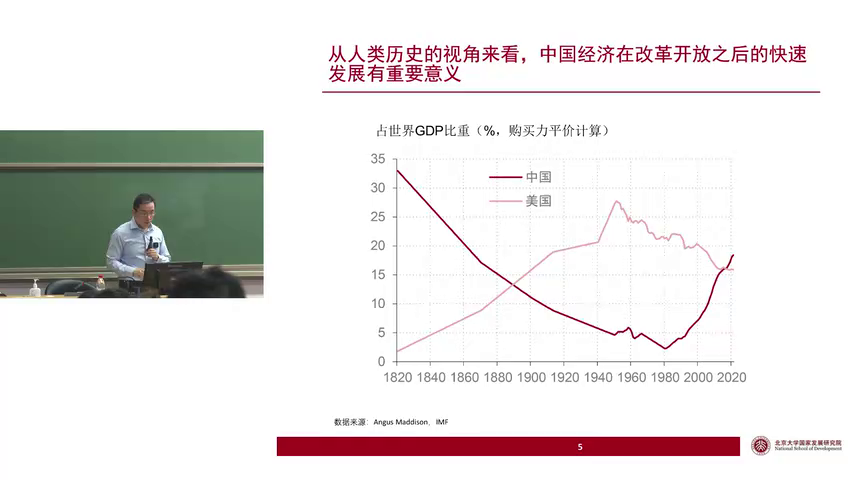 从人类历史的视角来看，中国经济在改革开放之后的快速
发展有重要意义
占世界GDP比重（%，购买力平价计算）
35
30
25
20
15
10
5
0
中国
美国
1820 1840 1860 1880 1900 1920 1940 1960 1980 2000 2020
数据来源：Angus Maddison、IMF
5
北京大学国家发展研究院
National School of Development